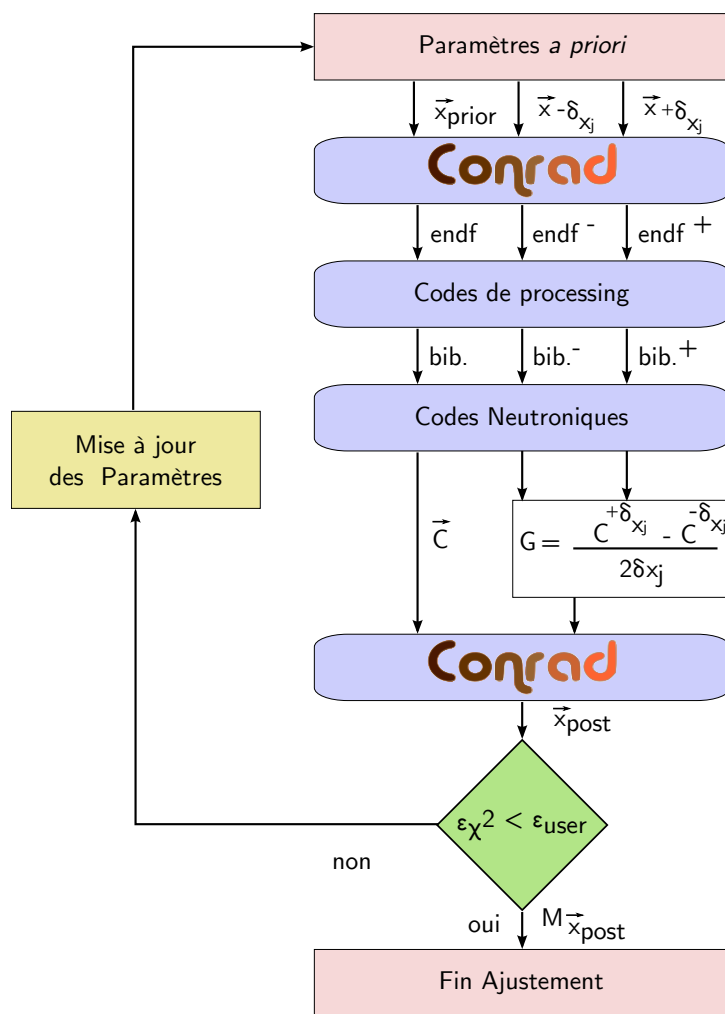 Paramètres a priori
x⃗prior x⃗-δxj x⃗+δxj
Conrad
endf endf - endf +
Codes de processing
bib. bib.- bib.+
Codes Neutroniques
Mise à jour
des Paramètres
C⃗
G = (C+δxj - C-δxj) / 2δxj
Conrad
x⃗post
εχ2 < εuser
non
oui Mx⃗post
Fin Ajustement